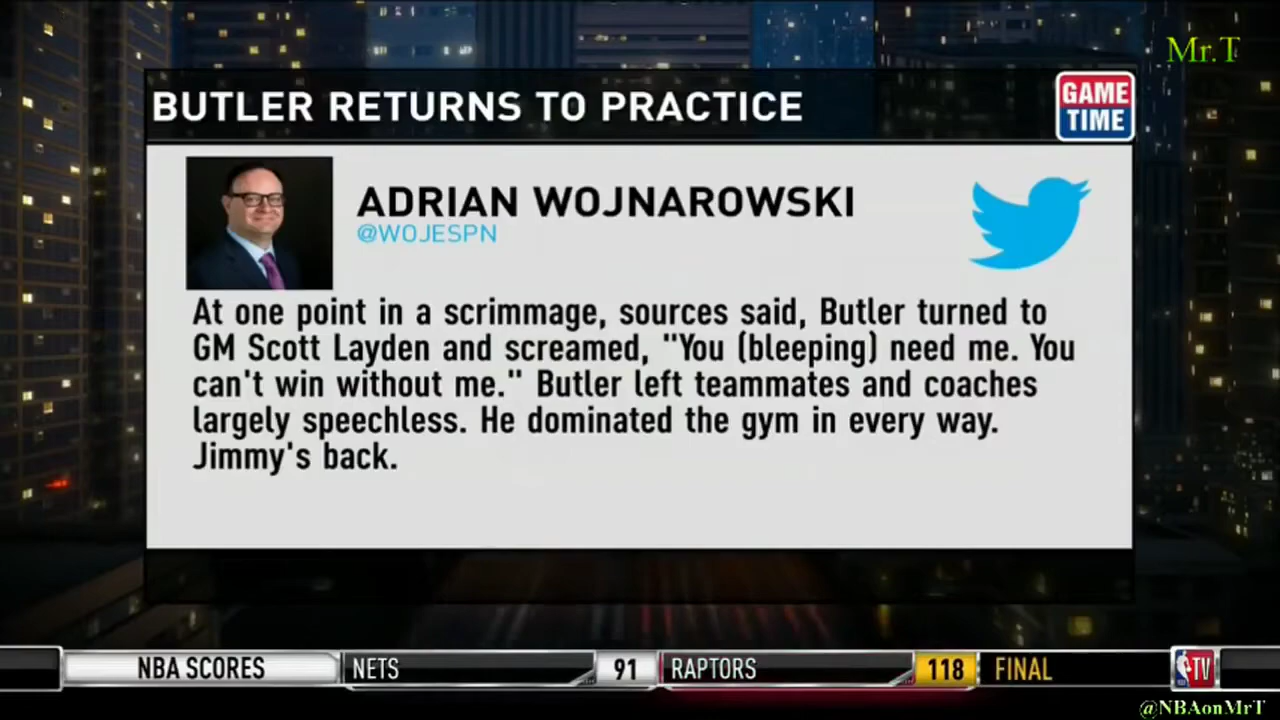 Mr.T
BUTLER RETURNS TO PRACTICE
GAME
TIME
ADRIAN WOJNAROWSKI
@WOJESPN
At one point in a scrimmage, sources said, Butler turned to
GM Scott Layden and screamed, "You (bleeping) need me. You
can't win without me." Butler left teammates and coaches
largely speechless. He dominated the gym in every way.
Jimmy's back.
NBA SCORES NETS 91 RAPTORS 118 FINAL TV
@NBAonMrT